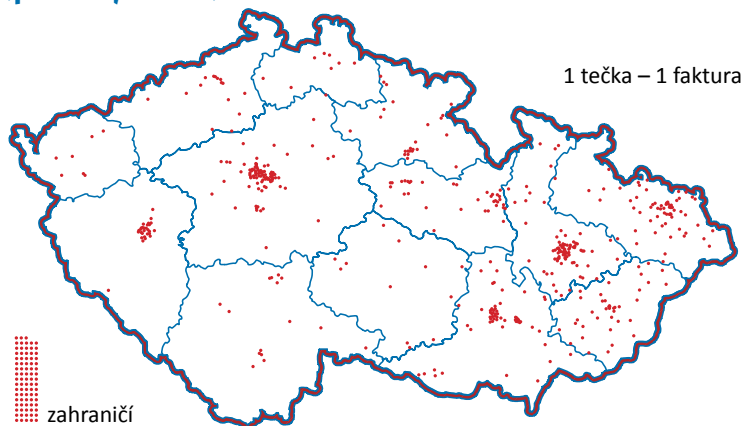 1 tečka – 1 faktura
zahraničí